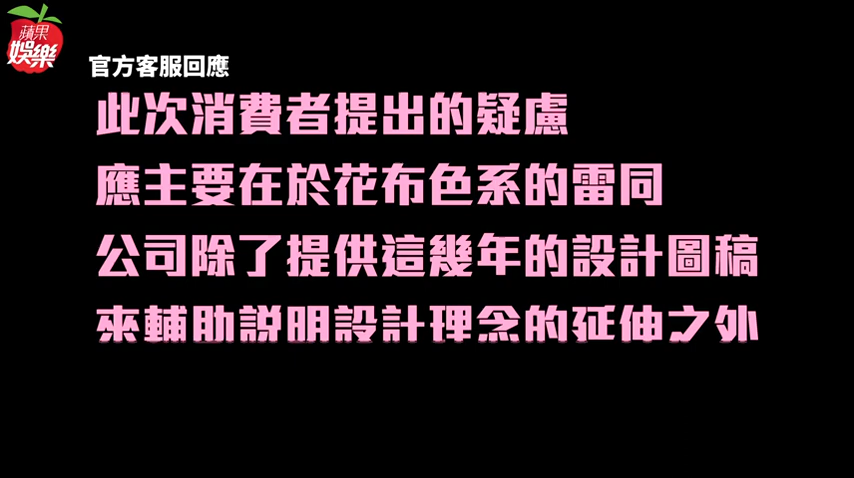 蘋果
娛樂
官方客服回應
此次消費者提出的疑慮
應主要在於花布色系的雷同
公司除了提供這幾年的設計圖稿
來輔助說明設計理念的延伸之外